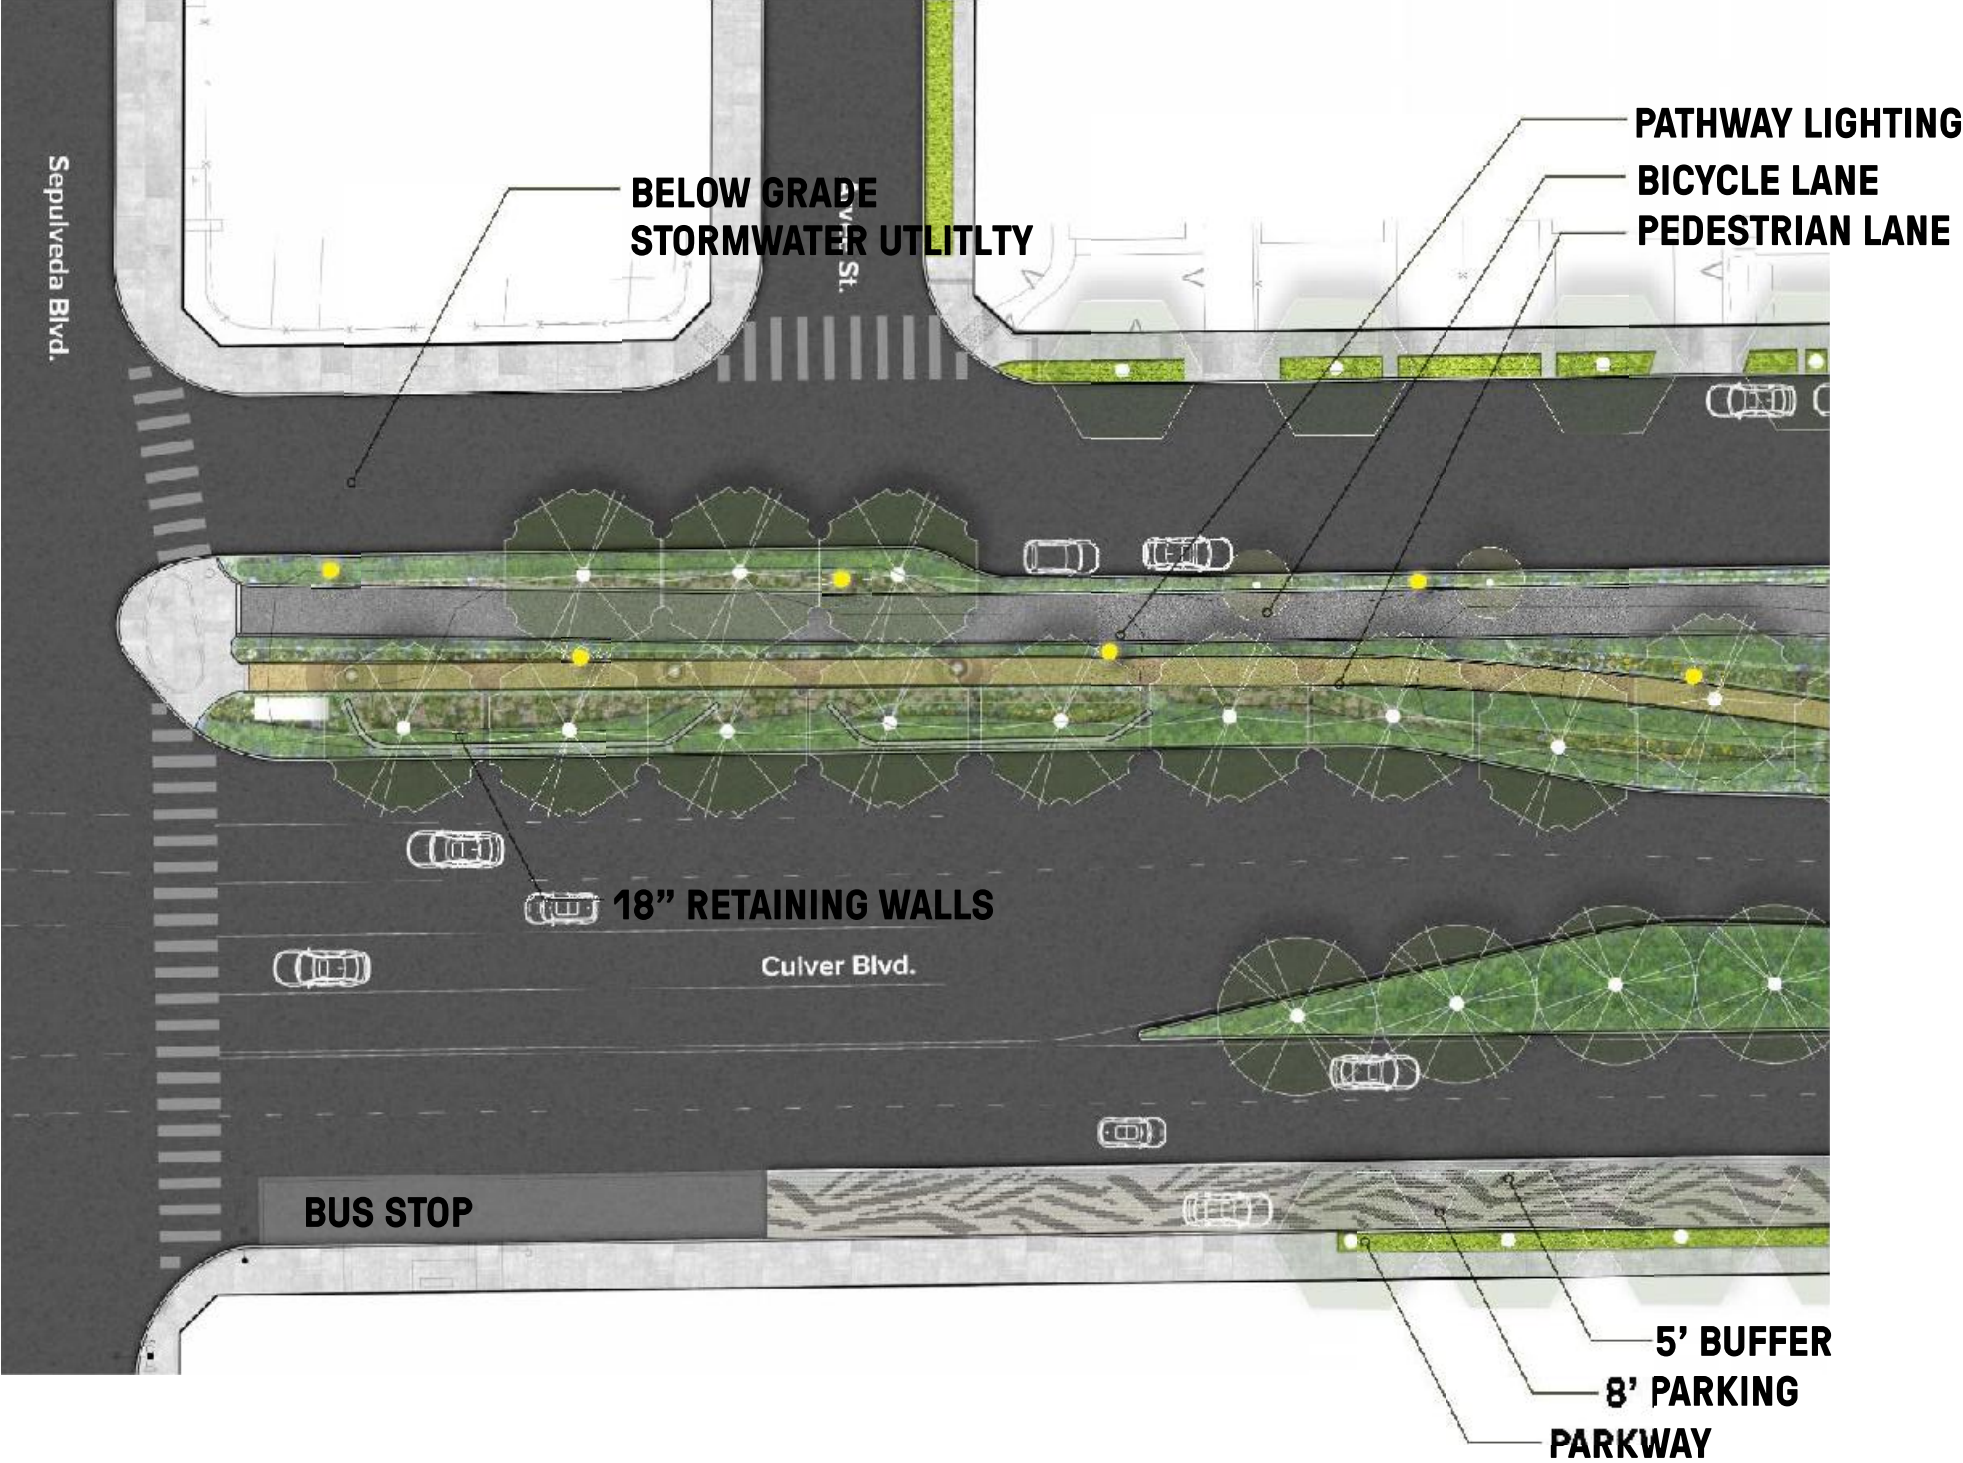 PATHWAY LIGHTING
BICYCLE LANE
PEDESTRIAN LANE
BELOW GRADE
STORMWATER UTLITLTY
St.
Sepulveda Blvd.
18” RETAINING WALLS
Culver Blvd.
BUS STOP
5’ BUFFER
8’ PARKING
PARKWAY